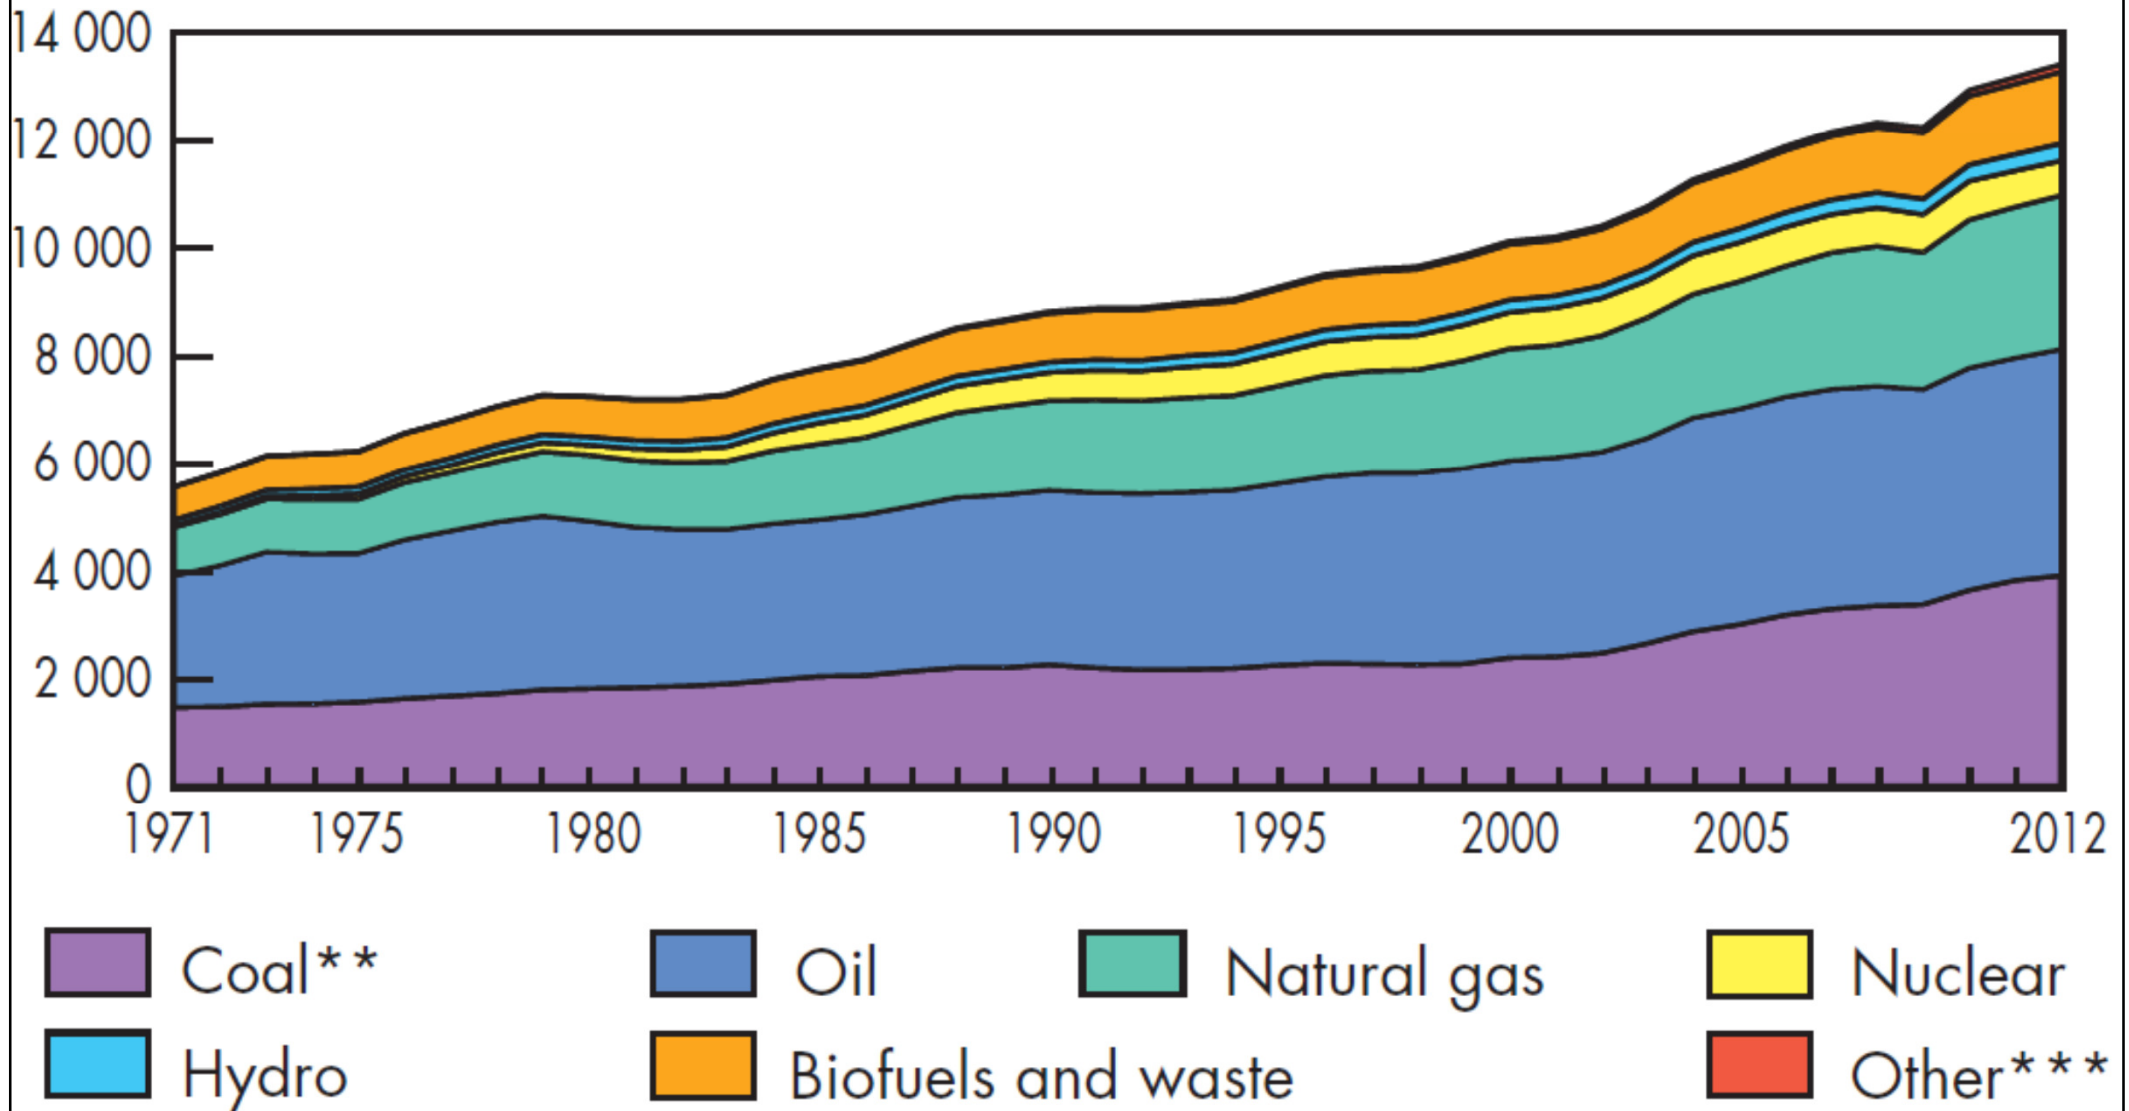 14 000
12 000
10 000
8 000
6 000
4 000
2 000
0
1971 1975 1980 1985 1990 1995 2000 2005 2012
Coal** Oil Natural gas Nuclear
Hydro Biofuels and waste Other***